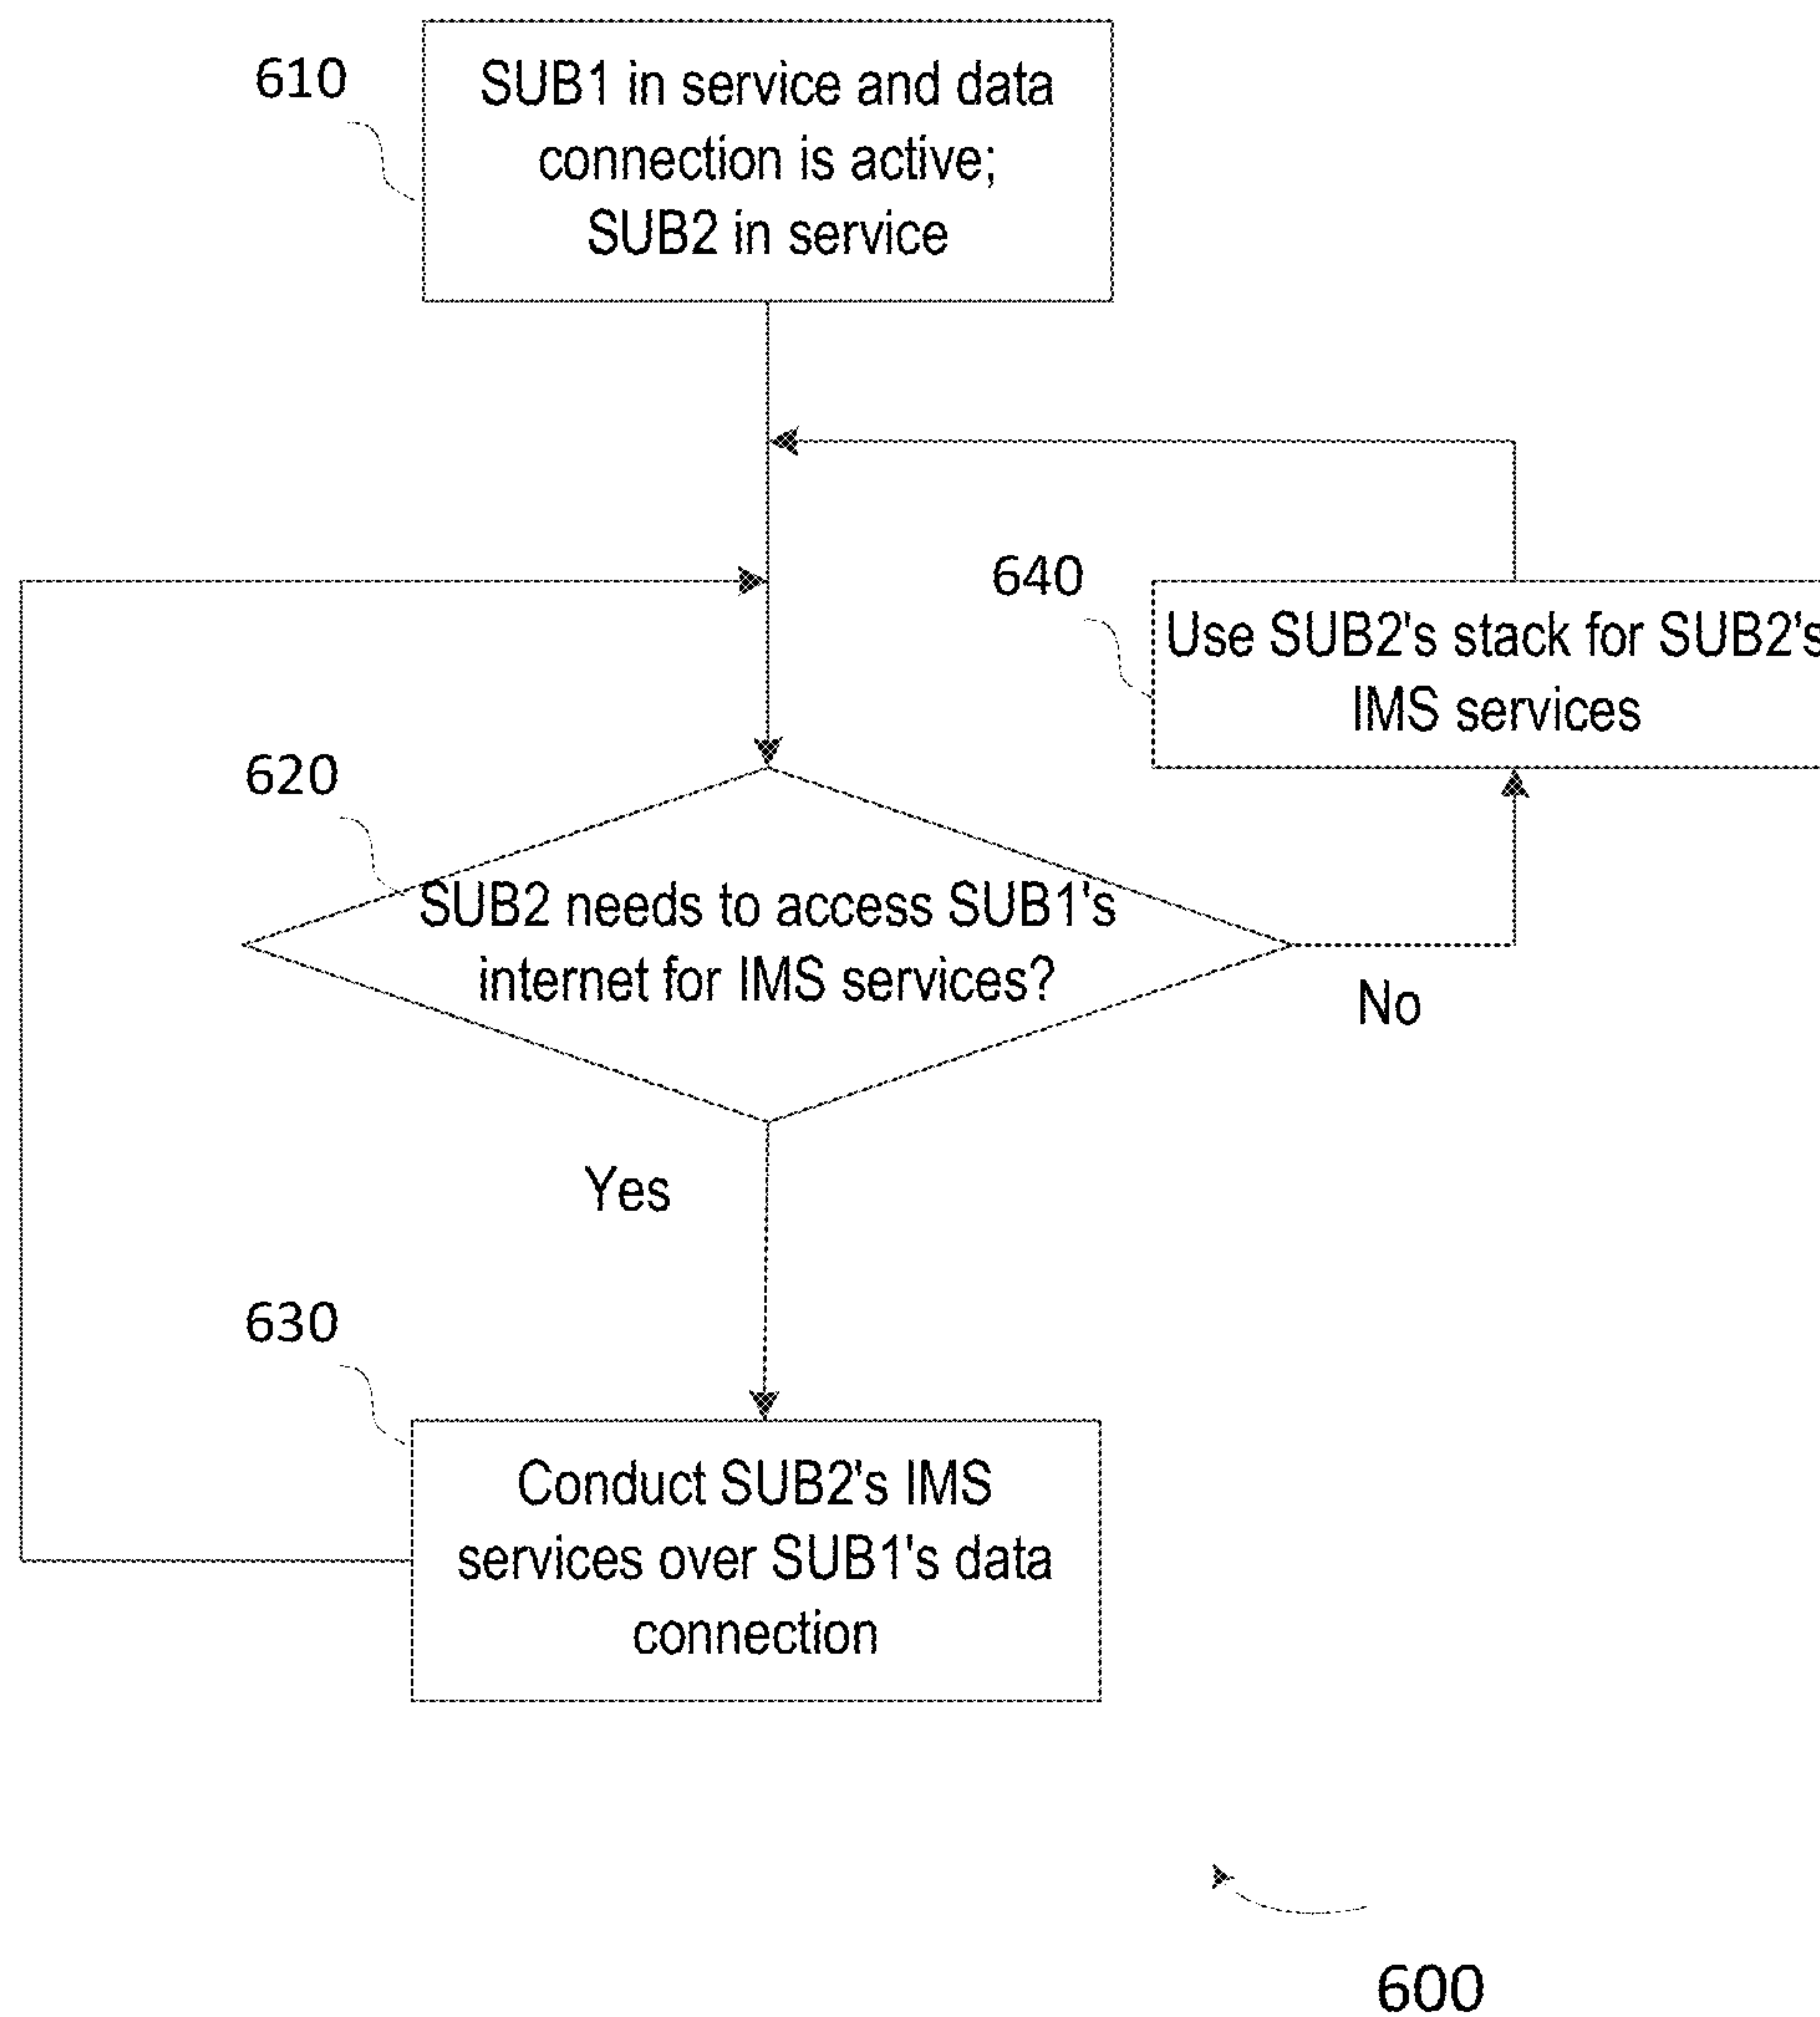 610
SUB1 in service and data
connection is active;
SUB2 in service
640
Use SUB2's stack for SUB2's
IMS services
620
SUB2 needs to access SUB1's
internet for IMS services?
No
Yes
630
Conduct SUB2's IMS
services over SUB1's data
connection
600